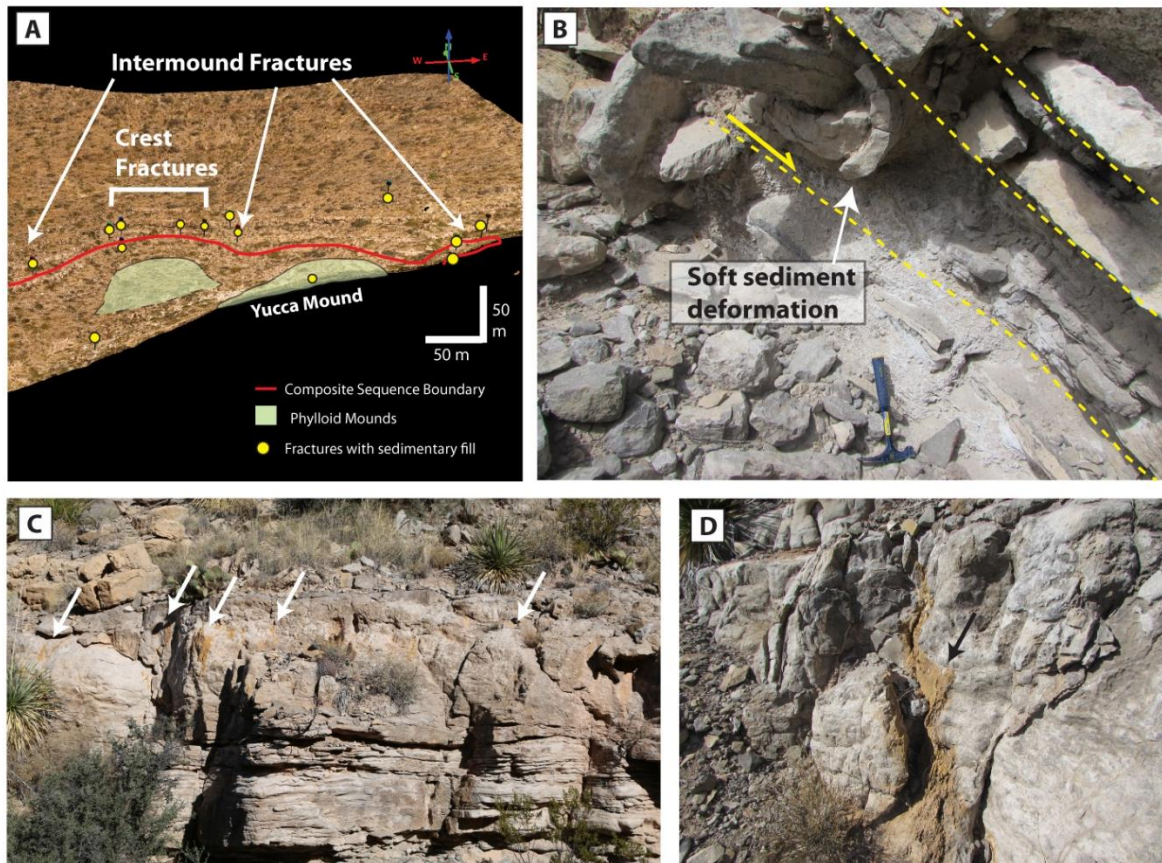 A
Intermound Fractures
Crest
Fractures
W
E
S
Yucca Mound
50
m
50 m
Composite Sequence Boundary
Phylloid Mounds
Fractures with sedimentary fill
B
Soft sediment
deformation
C
D